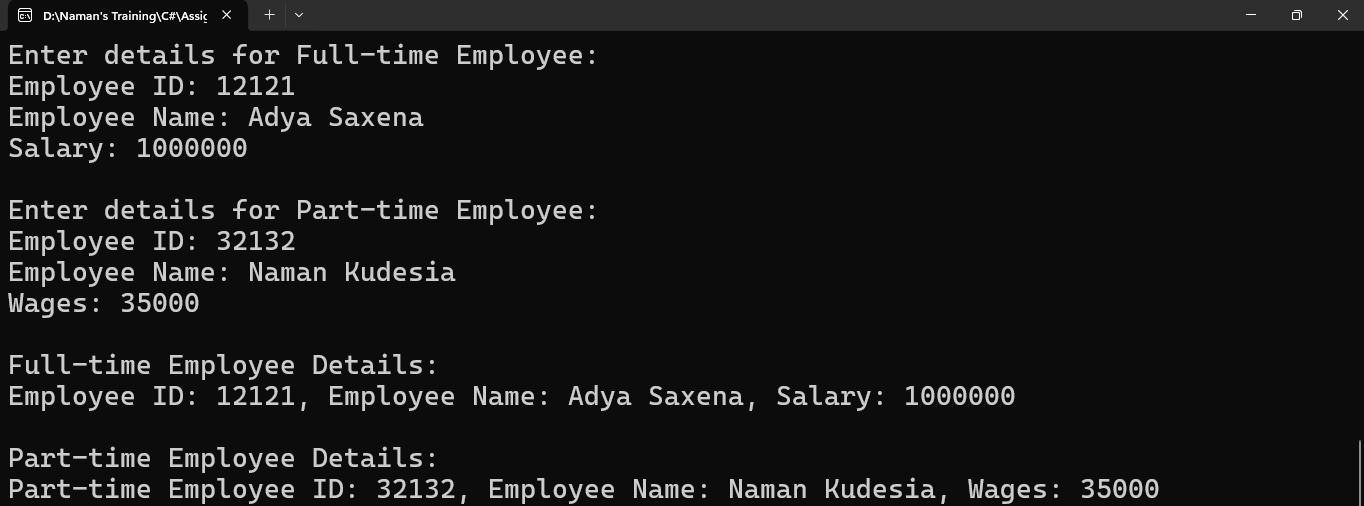 D:\Naman's Training\C#\Assig
Enter details for Full-time Employee:
Employee ID: 12121
Employee Name: Adya Saxena
Salary: 1000000
Enter details for Part-time Employee:
Employee ID: 32132
Employee Name: Naman Kudesia
Wages: 35000
Full-time Employee Details:
Employee ID: 12121, Employee Name: Adya Saxena, Salary: 1000000
Part-time Employee Details:
Part-time Employee ID: 32132, Employee Name: Naman Kudesia, Wages: 35000